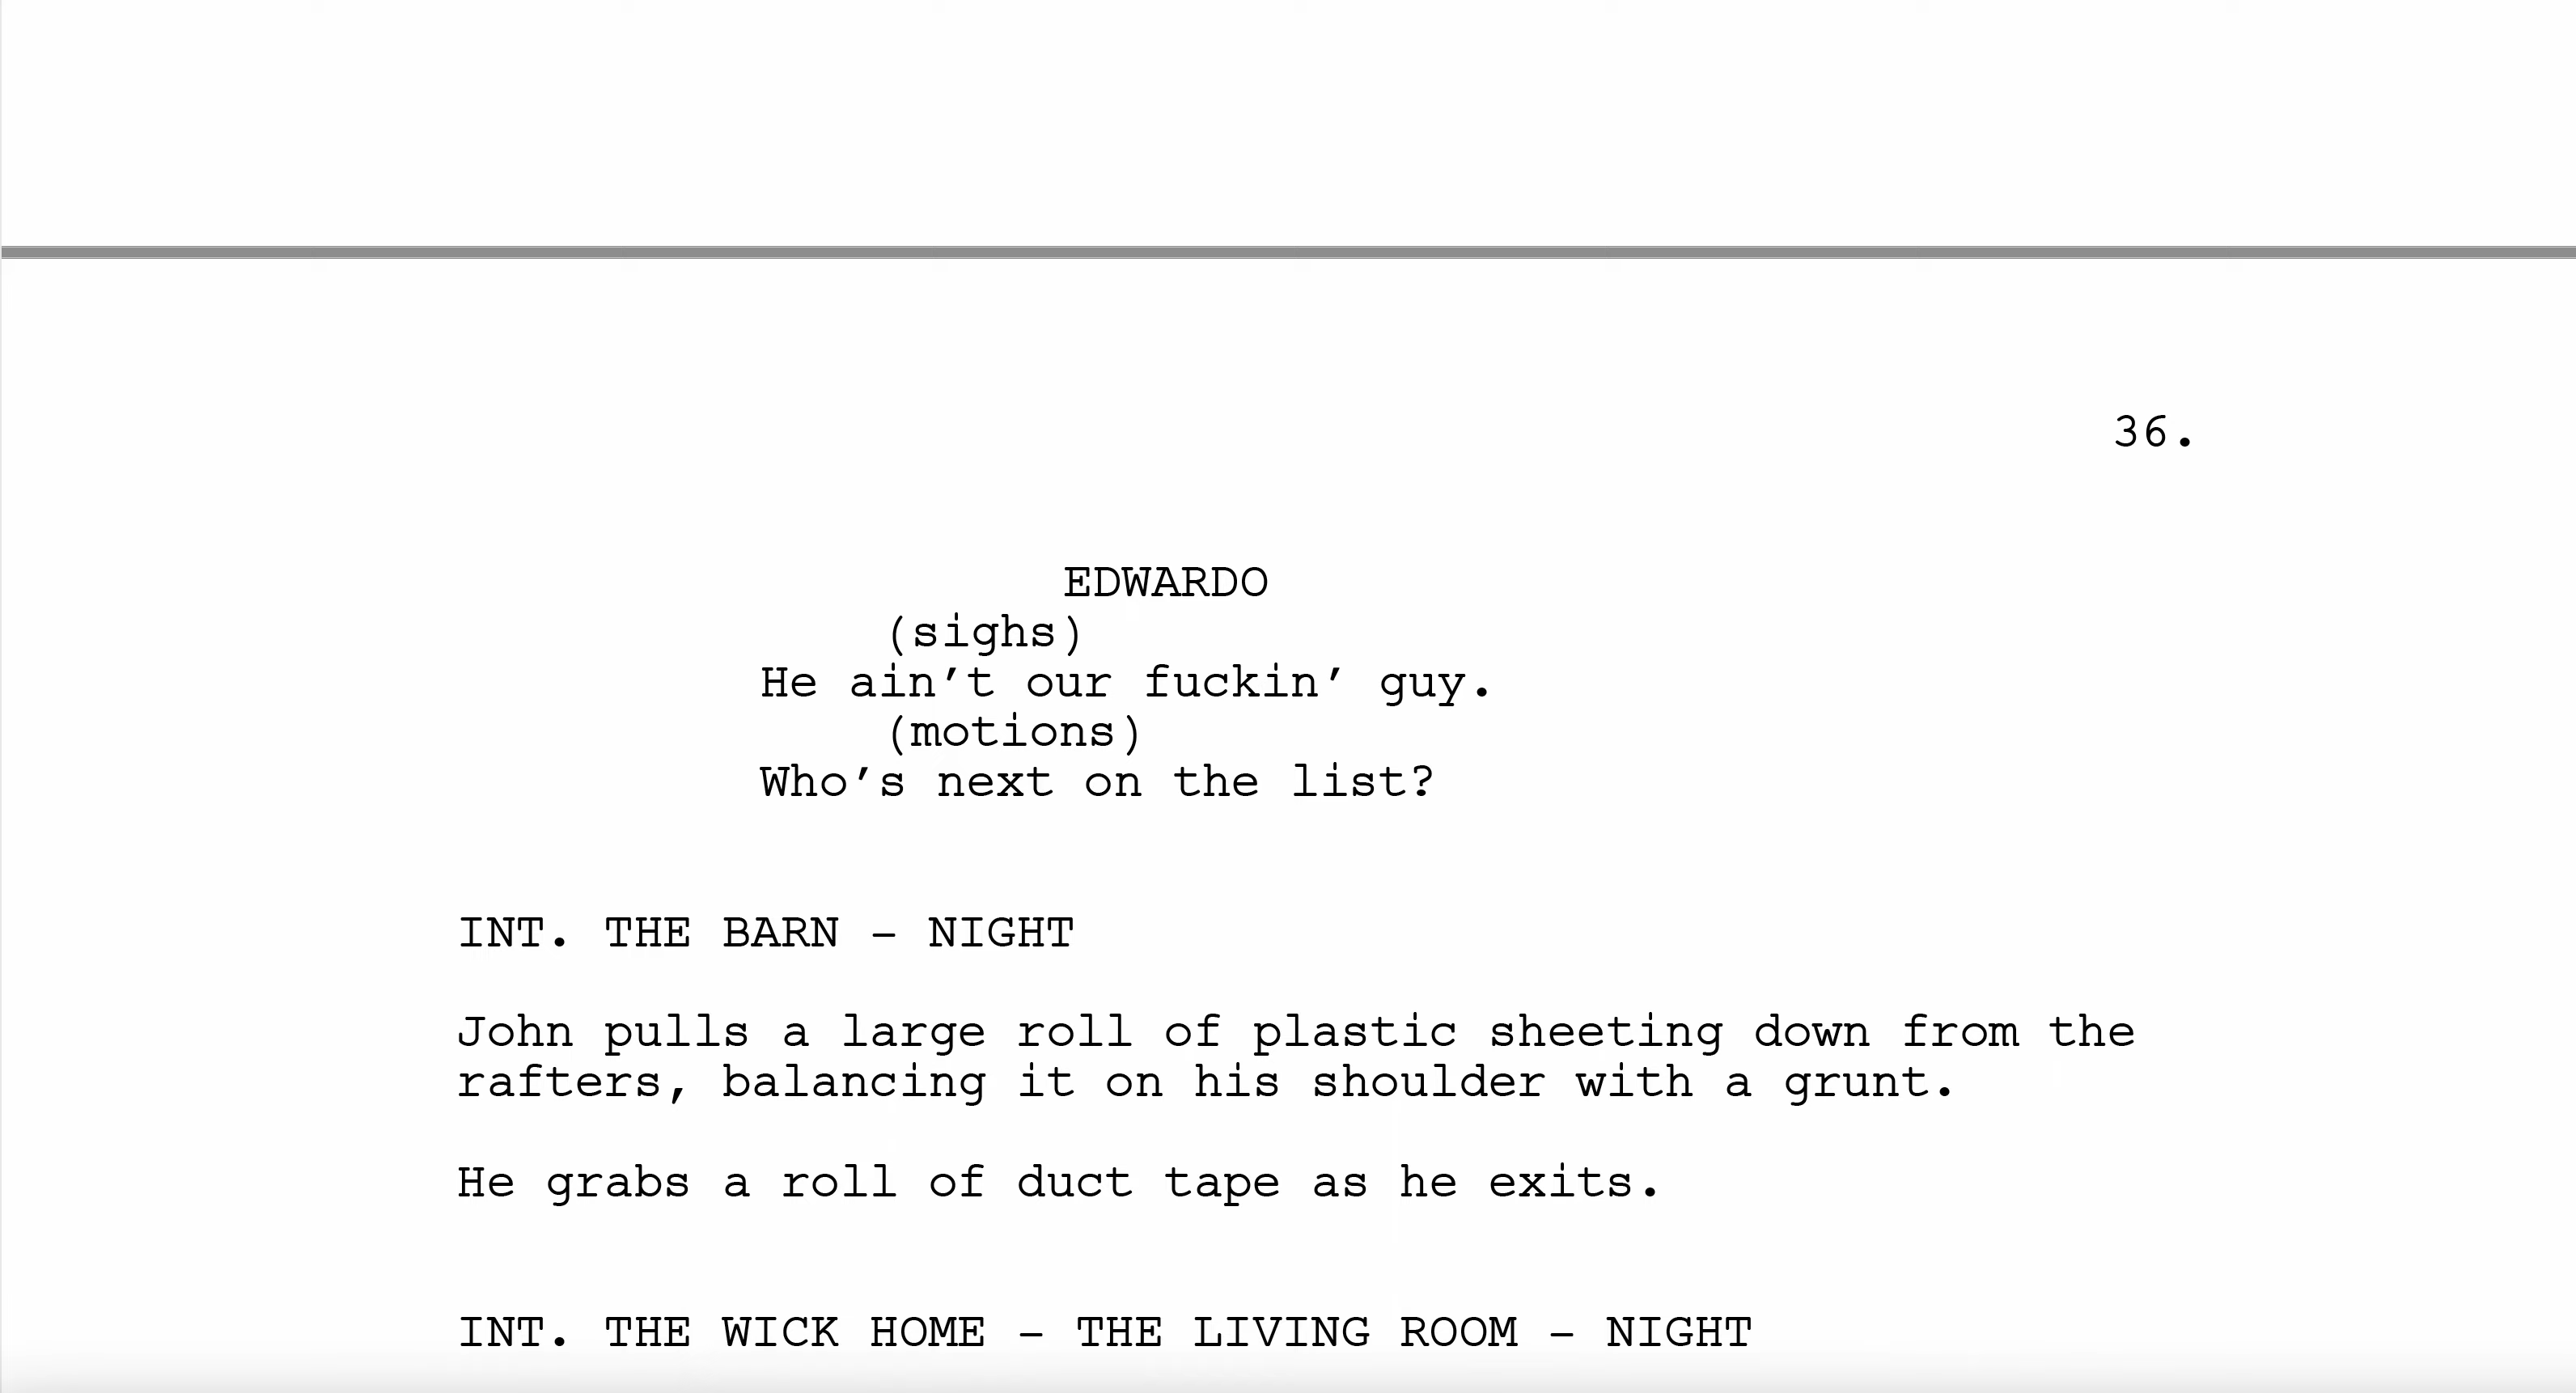 36.
EDWARDO
(sighs)
He ain’t our fuckin’ guy.
(motions)
Who’s next on the list?
INT. THE BARN - NIGHT
John pulls a large roll of plastic sheeting down from the
rafters, balancing it on his shoulder with a grunt.
He grabs a roll of duct tape as he exits.
INT. THE WICK HOME - THE LIVING ROOM - NIGHT